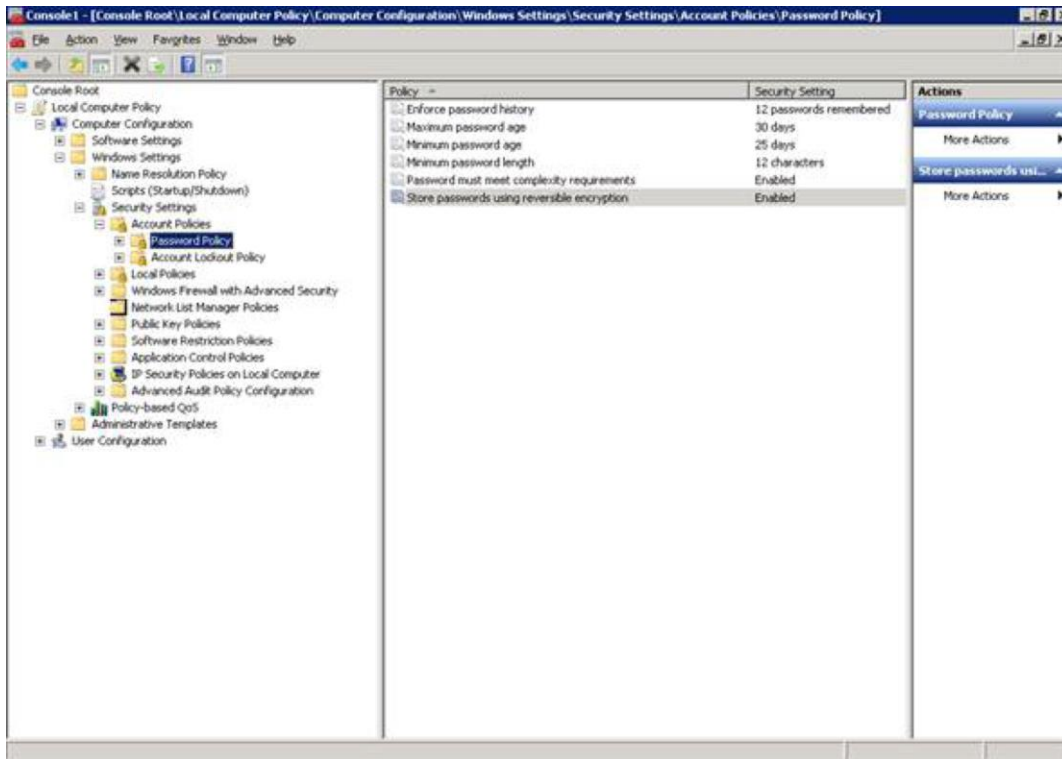 Console1 - [Console Root\Local Computer Policy\Computer Configuration\Windows Settings\Security Settings\Account Policies\Password Policy]
File Action View Favorites Window Help
Console Root
Local Computer Policy
Computer Configuration
Software Settings
Windows Settings
Name Resolution Policy
Scripts (Startup/Shutdown)
Security Settings
Account Policies
Password Policy
Account Lockout Policy
Local Policies
Windows Firewall with Advanced Security
Network List Manager Policies
Public Key Policies
Software Restriction Policies
Application Control Policies
IP Security Policies on Local Computer
Advanced Audit Policy Configuration
Policy-based QoS
Administrative Templates
User Configuration
Policy Security Setting
Enforce password history 12 passwords remembered
Maximum password age 30 days
Minimum password age 25 days
Minimum password length 12 characters
Password must meet complexity requirements Enabled
Store passwords using reversible encryption Enabled
Actions
Password Policy
More Actions
Store passwords usi...
More Actions